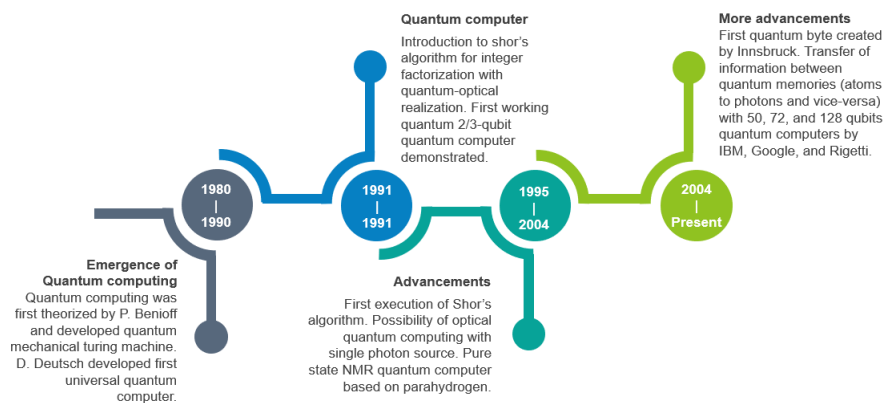 Quantum computer
Introduction to shor's
algorithm for integer
factorization with
quantum-optical
realization. First working
quantum 2/3-qubit
quantum computer
demonstrated.
More advancements
First quantum byte created
by Innsbruck. Transfer of
information between
quantum memories (atoms
to photons and vice-versa)
with 50, 72, and 128 qubits
quantum computers by
IBM, Google, and Rigetti.
1980
|
1990
1991
|
1991
1995
|
2004
2004
|
Present
Emergence of
Quantum computing
Quantum computing was
first theorized by P. Benioff
and developed quantum
mechanical turing machine.
D. Deutsch developed first
universal quantum
computer.
Advancements
First execution of Shor's
algorithm. Possibility of optical
quantum computing with
single photon source. Pure
state NMR quantum computer
based on parahydrogen.